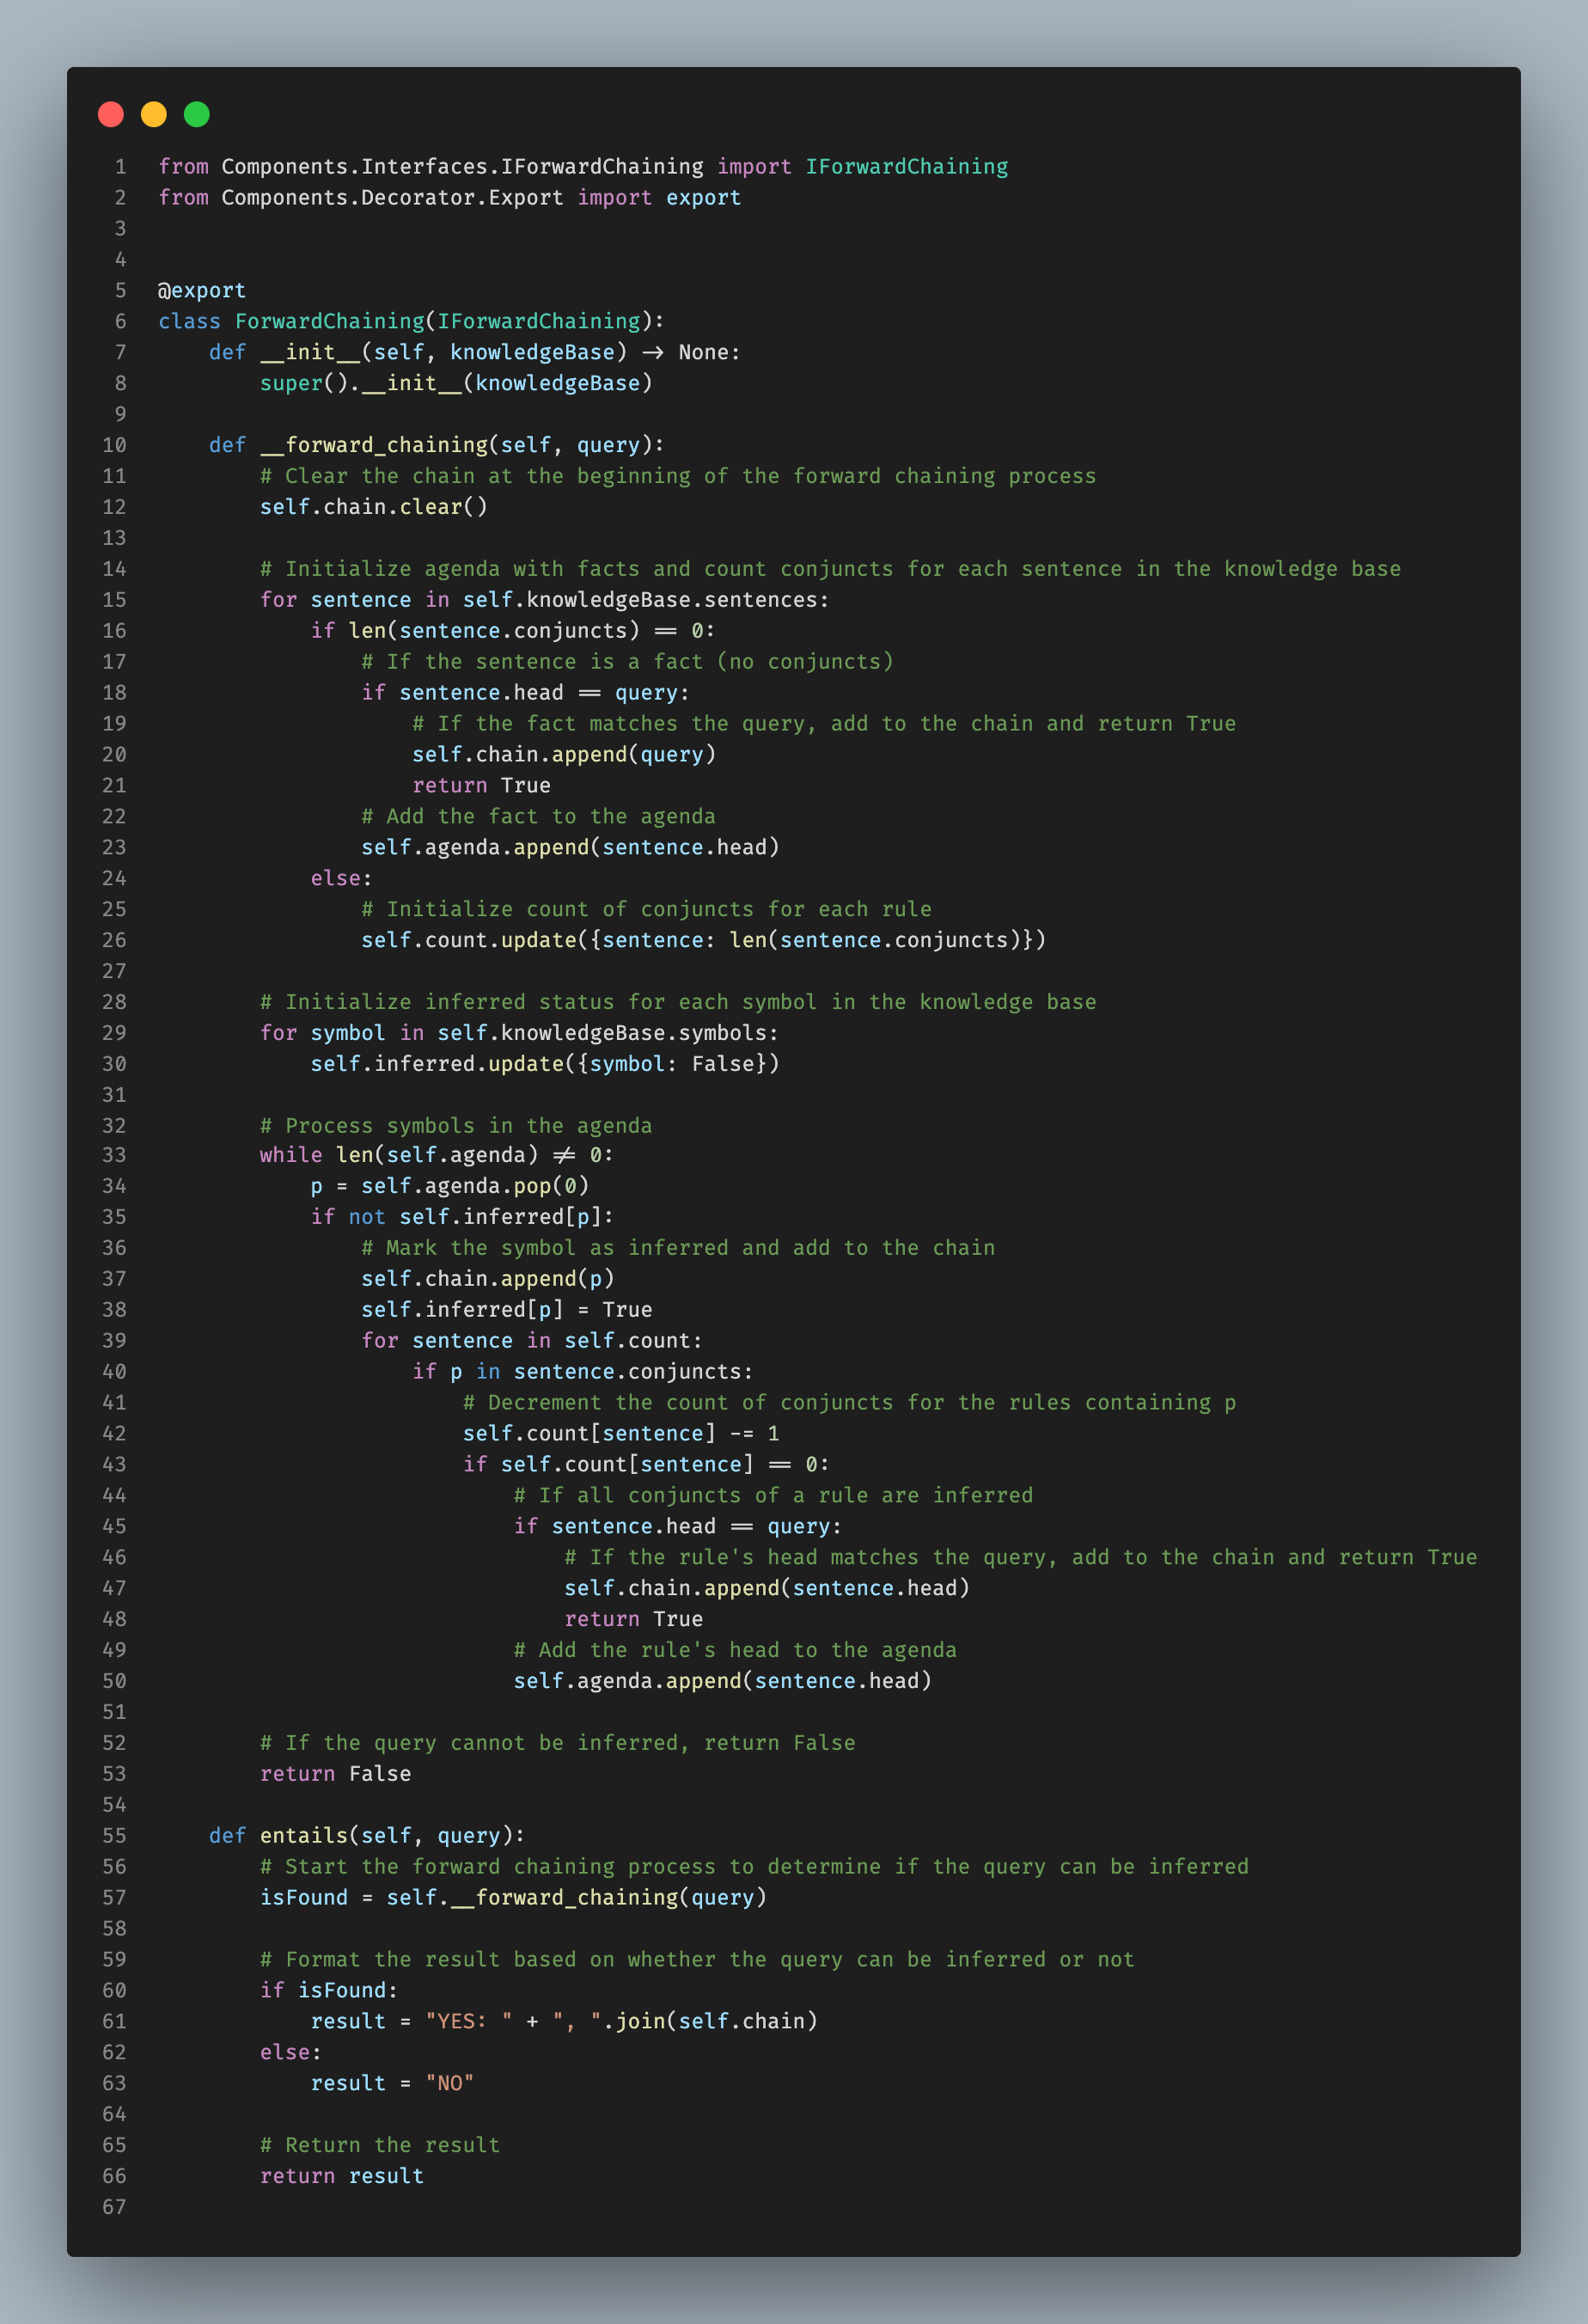 1 from Components.Interfaces.IForwardChaining import IForwardChaining
2 from Components.Decorator.Export import export
3
4
5 @export
6 class ForwardChaining(IForwardChaining):
7     def __init__(self, knowledgeBase) -> None:
8         super().__init__(knowledgeBase)
9
10     def __forward_chaining(self, query):
11         # Clear the chain at the beginning of the forward chaining process
12         self.chain.clear()
13
14         # Initialize agenda with facts and count conjuncts for each sentence in the knowledge base
15         for sentence in self.knowledgeBase.sentences:
16             if len(sentence.conjuncts) == 0:
17                 # If the sentence is a fact (no conjuncts)
18                 if sentence.head == query:
19                     # If the fact matches the query, add to the chain and return True
20                     self.chain.append(query)
21                     return True
22                 # Add the fact to the agenda
23                 self.agenda.append(sentence.head)
24             else:
25                 # Initialize count of conjuncts for each rule
26                 self.count.update({sentence: len(sentence.conjuncts)})
27
28         # Initialize inferred status for each symbol in the knowledge base
29         for symbol in self.knowledgeBase.symbols:
30             self.inferred.update({symbol: False})
31
32         # Process symbols in the agenda
33         while len(self.agenda) != 0:
34             p = self.agenda.pop(0)
35             if not self.inferred[p]:
36                 # Mark the symbol as inferred and add to the chain
37                 self.chain.append(p)
38                 self.inferred[p] = True
39                 for sentence in self.count:
40                     if p in sentence.conjuncts:
41                         # Decrement the count of conjuncts for the rules containing p
42                         self.count[sentence] -= 1
43                         if self.count[sentence] == 0:
44                             # If all conjuncts of a rule are inferred
45                             if sentence.head == query:
46                                 # If the rule's head matches the query, add to the chain and return True
47                                 self.chain.append(sentence.head)
48                                 return True
49                             # Add the rule's head to the agenda
50                             self.agenda.append(sentence.head)
51
52         # If the query cannot be inferred, return False
53         return False
54
55     def entails(self, query):
56         # Start the forward chaining process to determine if the query can be inferred
57         isFound = self.__forward_chaining(query)
58
59         # Format the result based on whether the query can be inferred or not
60         if isFound:
61             result = "YES: " + ", ".join(self.chain)
62         else:
63             result = "NO"
64
65         # Return the result
66         return result
67